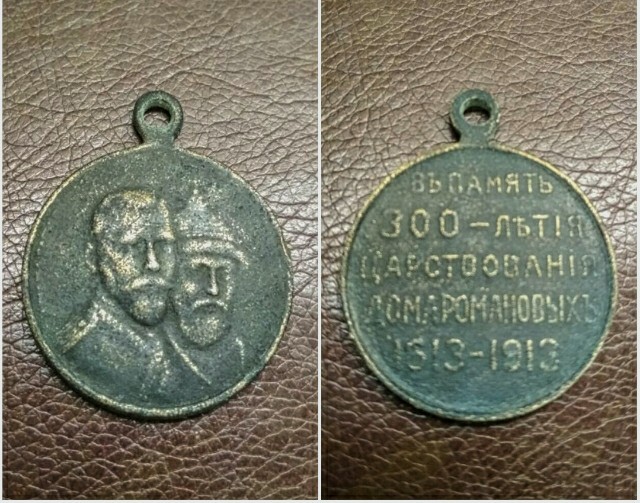 ВЪ ПАМЯТЬ
300-ЛѢТІЯ
ЦАРСТВОВАНІЯ
ДОМА РОМАНОВЫХЪ
1613-1913